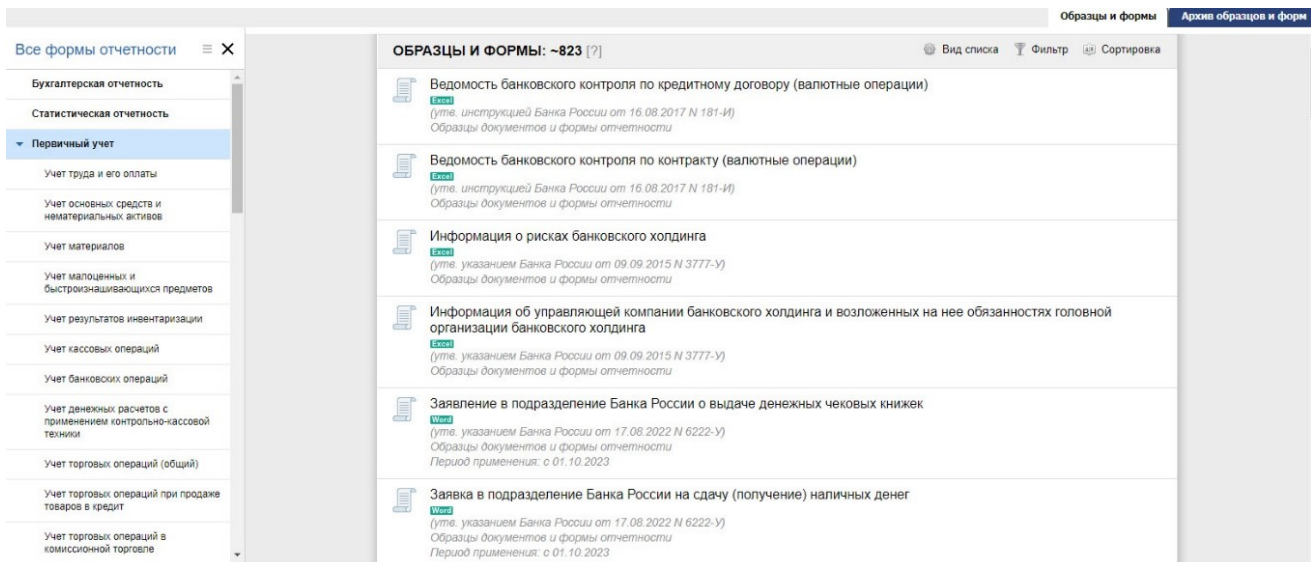 Образцы и формы
Архив образцов и форм
Все формы отчетности
Бухгалтерская отчетность
Статистическая отчетность
Первичный учет
Учет труда и его оплаты
Учет основных средств и
нематериальных активов
Учет материалов
Учет малоценных и
быстроизнашивающихся предметов
Учет результатов инвентаризации
Учет кассовых операций
Учет банковских операций
Учет денежных расчетов с
применением контрольно-кассовой
техники
Учет торговых операций (общий)
Учет торговых операций при продаже
товаров в кредит
Учет торговых операций в
комиссионной торговле
ОБРАЗЦЫ И ФОРМЫ: ~823 [?]
Вид списка
Фильтр
Сортировка
Ведомость банковского контроля по кредитному договору (валютные операции)
Excel
(утв. инструкцией Банка России от 16.08.2017 N 181-И)
Образцы документов и формы отчетности
Ведомость банковского контроля по контракту (валютные операции)
Excel
(утв. инструкцией Банка России от 16.08.2017 N 181-И)
Образцы документов и формы отчетности
Информация о рисках банковского холдинга
Excel
(утв. указанием Банка России от 09.09.2015 N 3777-У)
Образцы документов и формы отчетности
Информация об управляющей компании банковского холдинга и возложенных на нее обязанностях головной
организации банковского холдинга
Excel
(утв. указанием Банка России от 09.09.2015 N 3777-У)
Образцы документов и формы отчетности
Заявление в подразделение Банка России о выдаче денежных чековых книжек
Word
(утв. указанием Банка России от 17.08.2022 N 6222-У)
Образцы документов и формы отчетности
Период применения: с 01.10.2023
Заявка в подразделение Банка России на сдачу (получение) наличных денег
Word
(утв. указанием Банка России от 17.08.2022 N 6222-У)
Образцы документов и формы отчетности
Период применения: с 01.10.2023